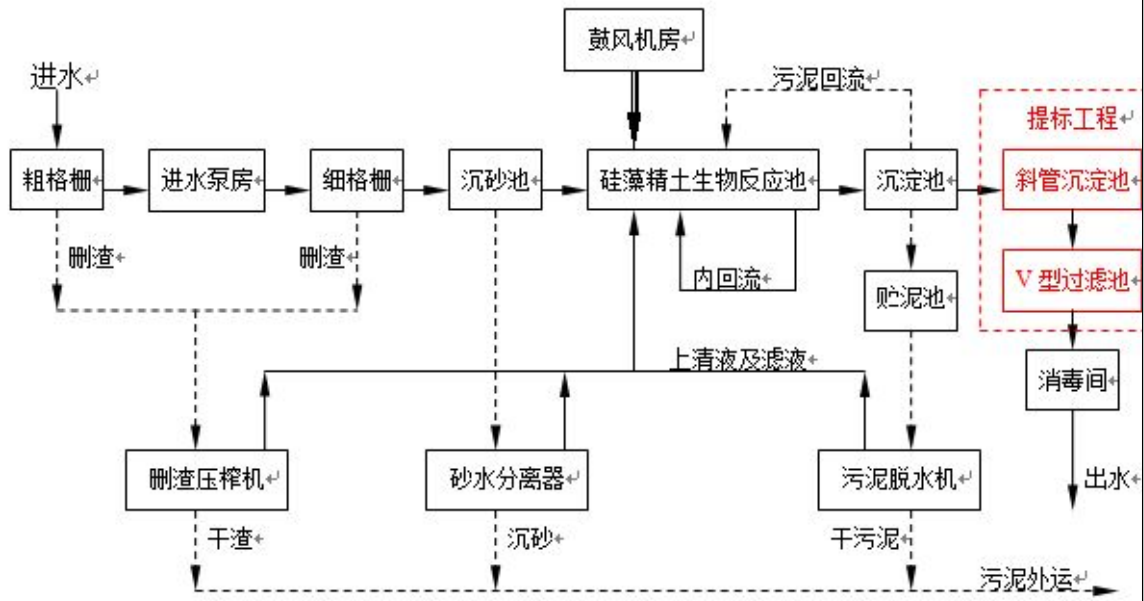 鼓风机房
进水
污泥回流
提标工程
粗格栅
进水泵房
细格栅
沉砂池
硅藻精土生物反应池
沉淀池
斜管沉淀池
删渣
删渣
内回流
贮泥池
V 型过滤池
上清液及滤液
消毒间
删渣压榨机
砂水分离器
污泥脱水机
出水
干渣
沉砂
干污泥
污泥外运